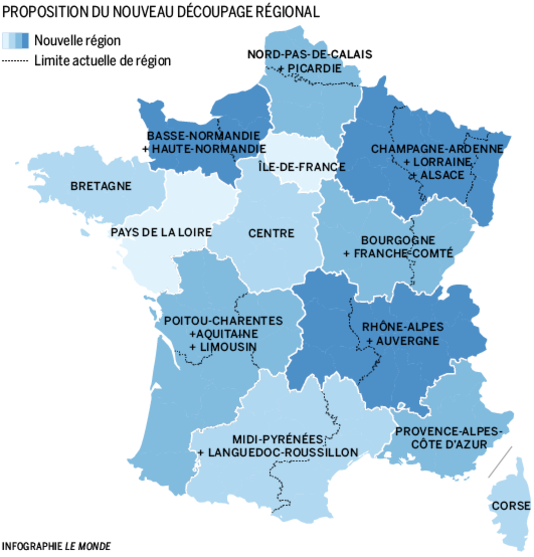 PROPOSITION DU NOUVEAU DÉCOUPAGE RÉGIONAL
Nouvelle région
Limite actuelle de région
NORD-PAS-DE-CALAIS
+ PICARDIE
BASSE-NORMANDIE
+ HAUTE-NORMANDIE
ÎLE-DE-FRANCE
CHAMPAGNE-ARDENNE
+ LORRAINE
+ ALSACE
BRETAGNE
PAYS DE LA LOIRE
CENTRE
BOURGOGNE
+ FRANCHE-COMTÉ
POITOU-CHARENTES
+AQUITAINE
+ LIMOUSIN
RHÔNE-ALPES
+ AUVERGNE
MIDI-PYRÉNÉES
+ LANGUEDOC-ROUSSILLON
PROVENCE-ALPES-
CÔTE D'AZUR
CORSE
INFOGRAPHIE LE MONDE